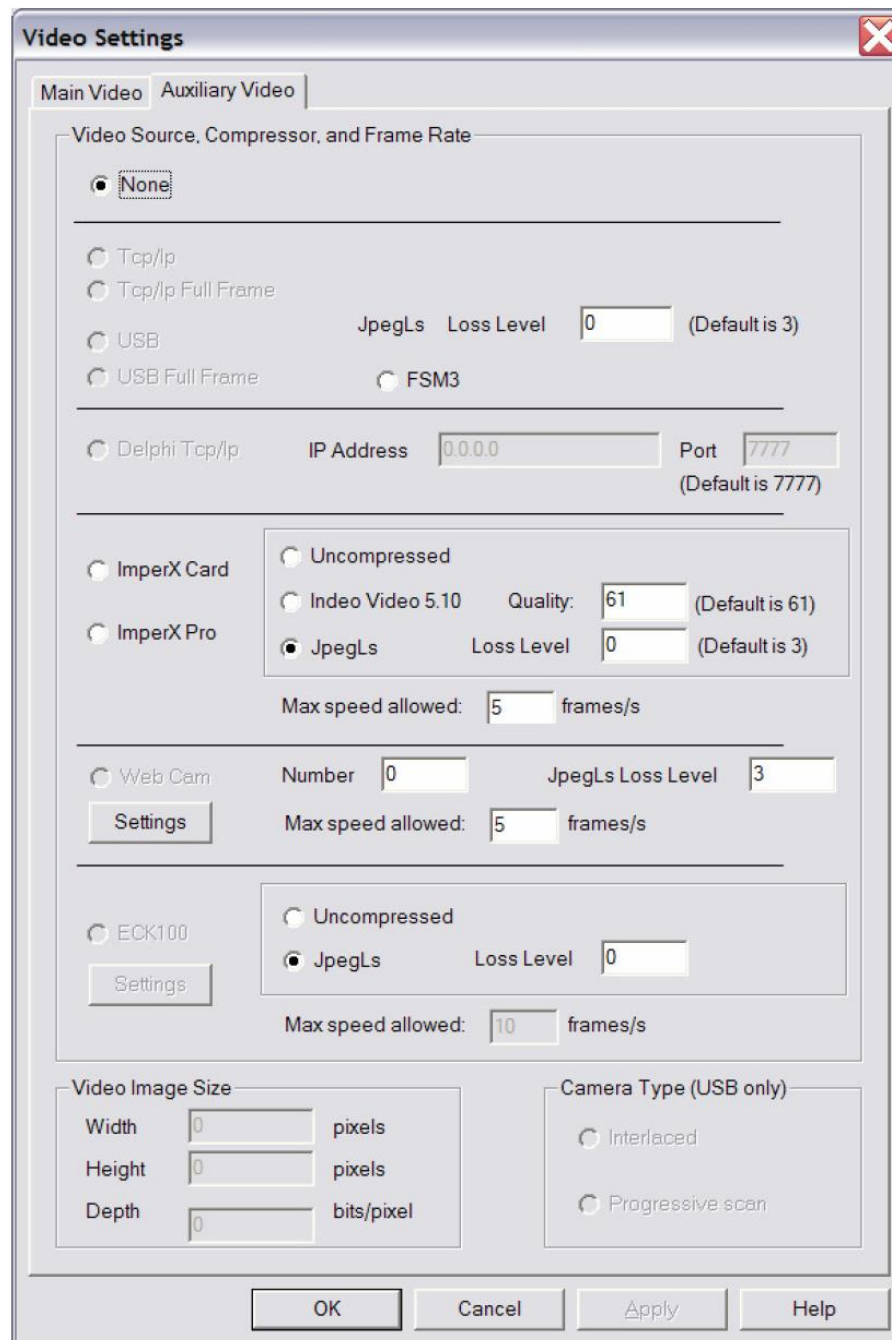 Video Settings
Main Video Auxiliary Video
Video Source, Compressor, and Frame Rate
None
Tcp/Ip
Tcp/Ip Full Frame
JpegLs Loss Level 0 (Default is 3)
USB
USB Full Frame FSM3
Delphi Tcp/Ip IP Address 0.0.0.0 Port 7777
(Default is 7777)
Uncompressed
ImperX Card
Indeo Video 5.10 Quality: 61 (Default is 61)
ImperX Pro
JpegLs Loss Level 0 (Default is 3)
Max speed allowed: 5 frames/s
Web Cam Number 0 JpegLs Loss Level 3
Settings Max speed allowed: 5 frames/s
Uncompressed
ECK100
JpegLs Loss Level 0
Settings
Max speed allowed: 10 frames/s
Video Image Size Camera Type (USB only)
Width 0 pixels
Interlaced
Height 0 pixels
Depth 0 bits/pixel
Progressive scan
OK Cancel Apply Help